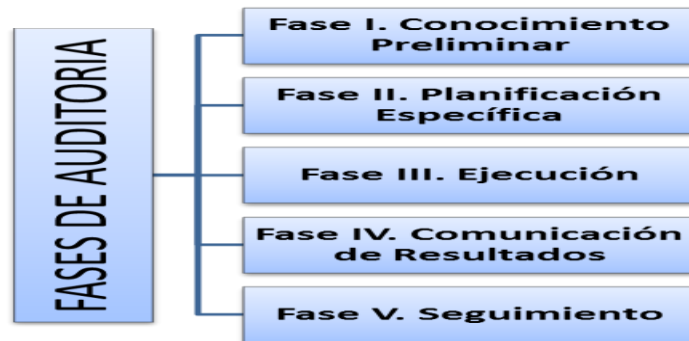 FASES DE AUDITORIA
Fase I. Conocimiento
Preliminar
Fase II. Planificación
Específica
Fase III. Ejecución
Fase IV. Comunicación
de Resultados
Fase V. Seguimiento